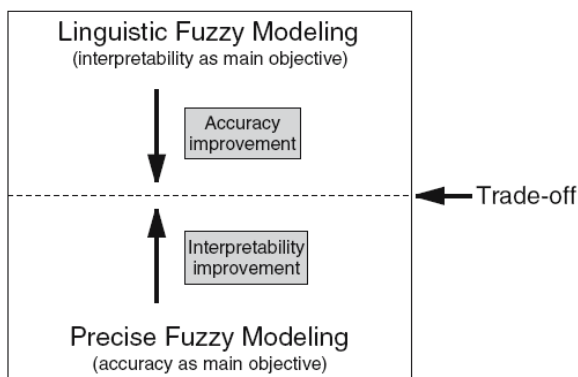 Linguistic Fuzzy Modeling
(interpretability as main objective)
Accuracy
improvement
Trade-off
Interpretability
improvement
Precise Fuzzy Modeling
(accuracy as main objective)